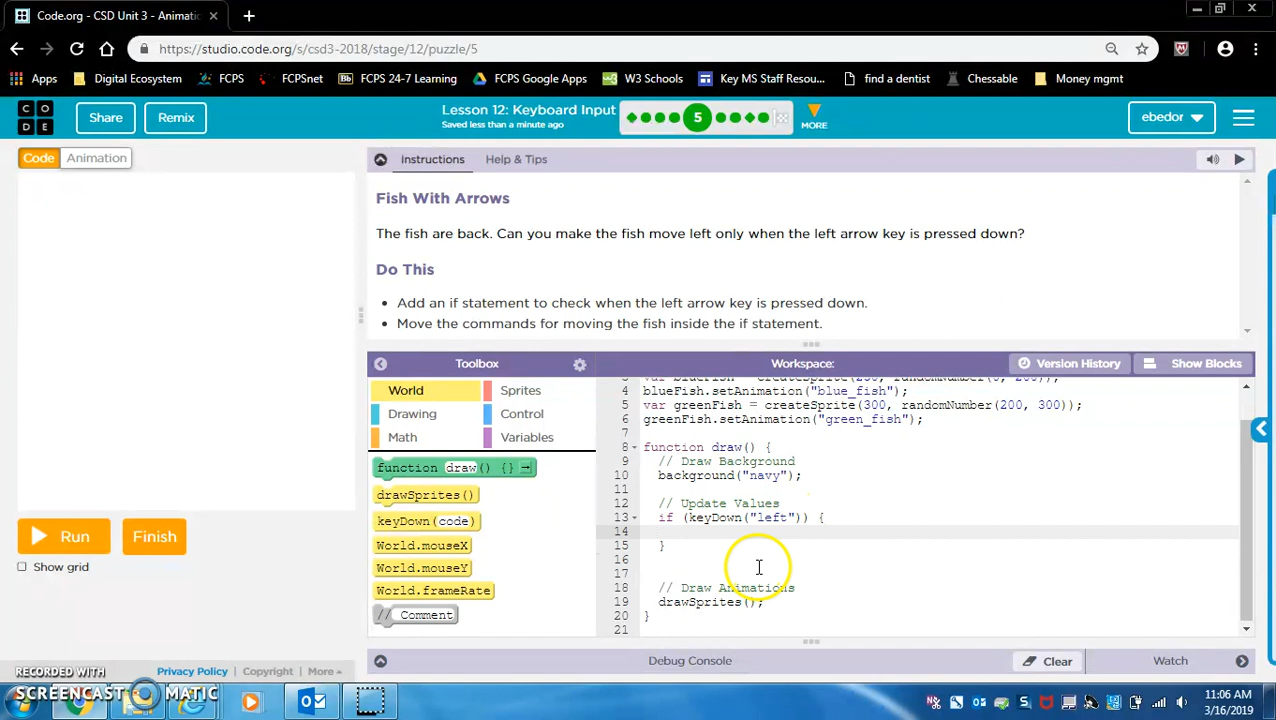 Code.org - CSD Unit 3 - Animatio
https://studio.code.org/s/csd3-2018/stage/12/puzzle/5
Apps Digital Ecosystem FCPS FCPSnet Bb FCPS 24-7 Learning FCPS Google Apps W3 Schools Key MS Staff Resou... find a dentist Chessable Money mgmt
CO
DE
Share Remix
Lesson 12: Keyboard Input
Saved less than a minute ago
5
MORE
ebedor
Code Animation
Instructions Help & Tips
Fish With Arrows
The fish are back. Can you make the fish move left only when the left arrow key is pressed down?
Do This
• Add an if statement to check when the left arrow key is pressed down.
• Move the commands for moving the fish inside the if statement.
Toolbox Workspace: Version History Show Blocks
World Sprites
Drawing Control
Math Variables
function draw() {}
drawSprites()
keyDown(code)
World.mouseX
World.mouseY
World.frameRate
// Comment
4 blueFish.setAnimation("blue_fish");
5 var greenFish = createSprite(300, randomNumber(200, 300));
6 greenFish.setAnimation("green_fish");
7
8 function draw() {
9 // Draw Background
10 background("navy");
11
12 // Update Values
13 if (keyDown("left")) {
14
15 }
16
17
18 // Draw Animations
19 drawSprites();
20 }
21
Run Finish
Show grid
Debug Console Clear Watch
Privacy Policy Copyright More
RECORDED WITH
SCREENCAST MATIC
11:06 AM
3/16/2019